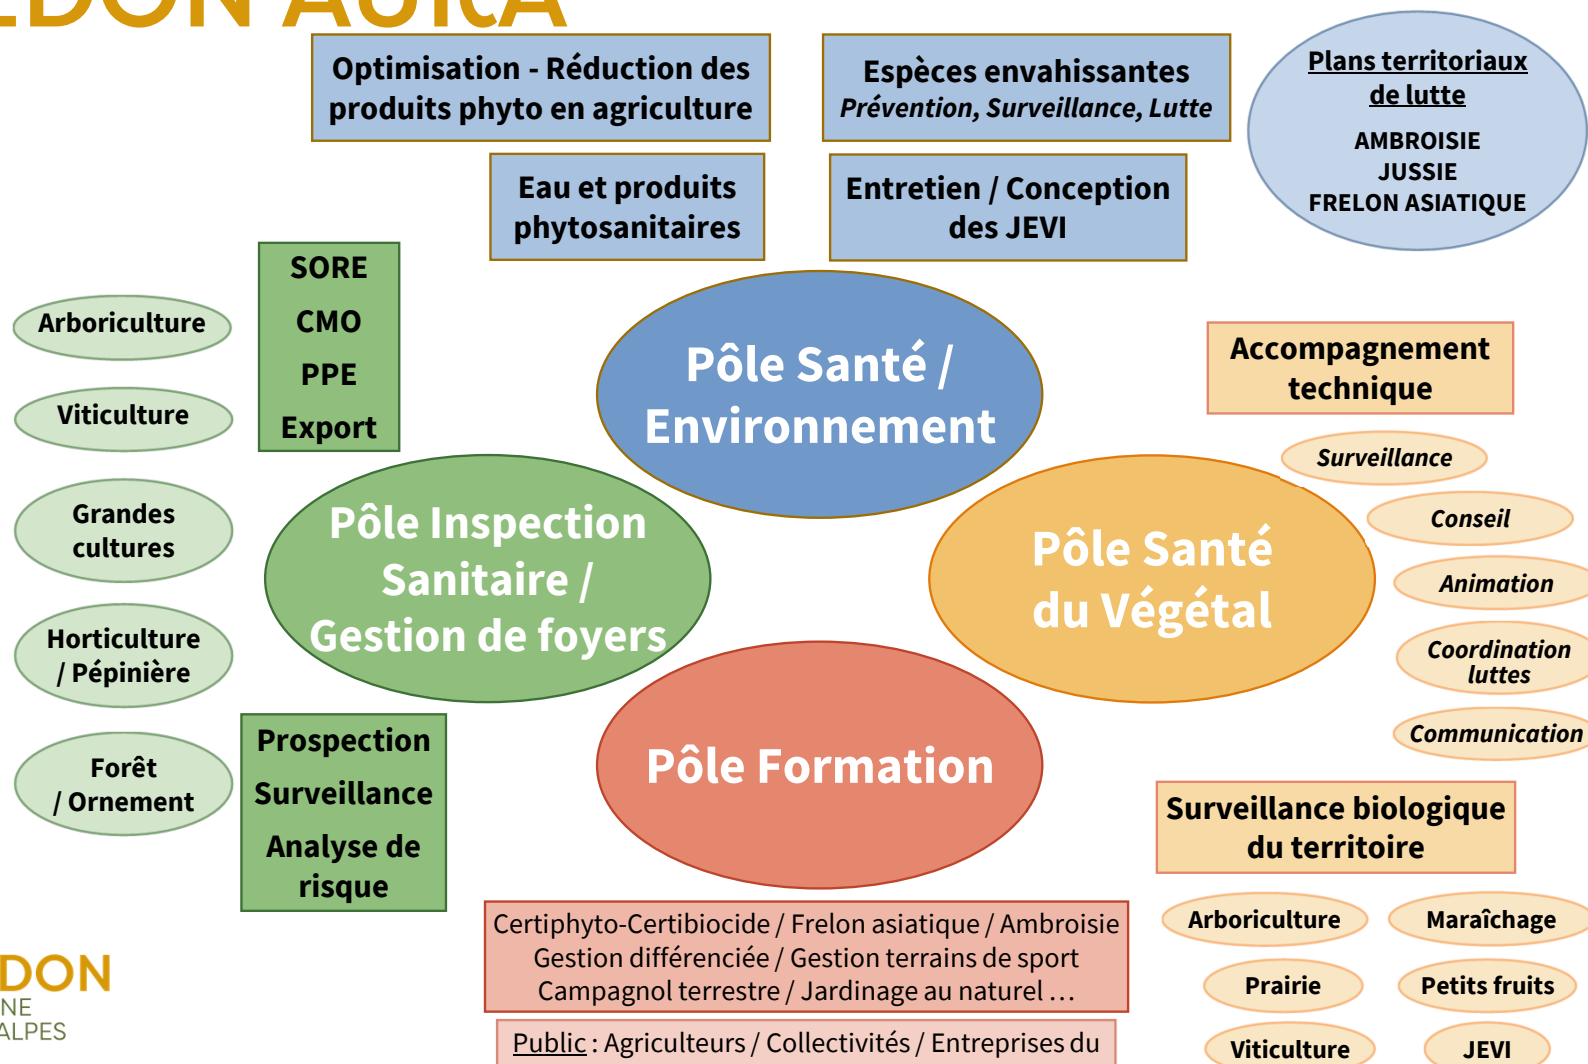 EDON AURA
Optimisation - Réduction des
produits phyto en agriculture
Espèces envahissantes
Prévention, Surveillance, Lutte
Plans territoriaux
de lutte
AMBROISIE
JUSSIE
FRELON ASIATIQUE
Eau et produits
phytosanitaires
Entretien / Conception
des JEVI
SORE
CMO
PPE
Export
Arboriculture
Viticulture
Grandes
cultures
Horticulture
/ Pépinière
Forêt
/ Ornement
Pôle Santé /
Environnement
Pôle Inspection
Sanitaire /
Gestion de foyers
Pôle Santé
du Végétal
Pôle Formation
Accompagnement
technique
Surveillance
Conseil
Animation
Coordination
luttes
Communication
Prospection
Surveillance
Analyse de
risque
Surveillance biologique
du territoire
Arboriculture
Maraîchage
Prairie
Petits fruits
Viticulture
JEVI
Certiphyto-Certibiocide / Frelon asiatique / Ambroisie
Gestion différenciée / Gestion terrains de sport
Campagnol terrestre / Jardinage au naturel ...
Public : Agriculteurs / Collectivités / Entreprises du
DON
NE
ALPES